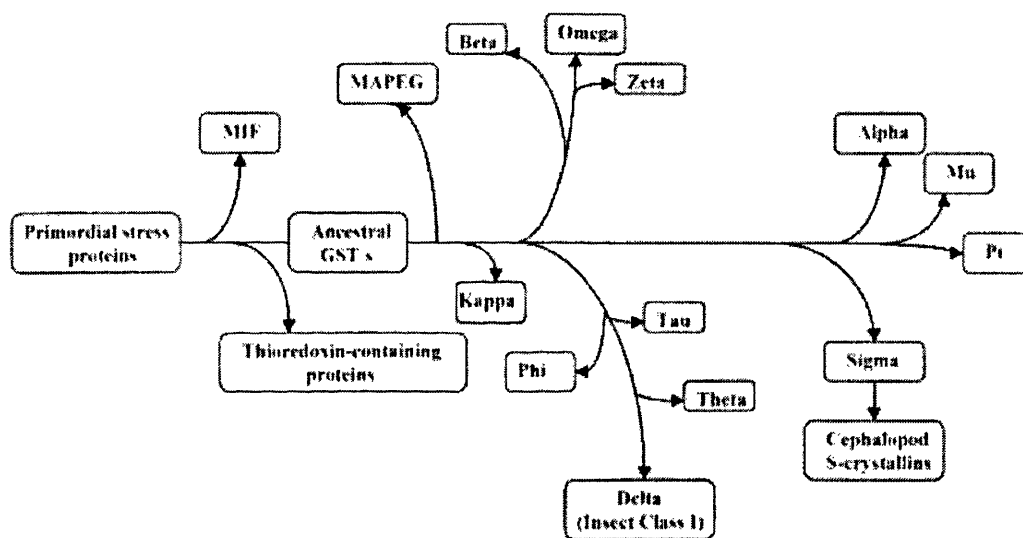 Beta
Omega
Zeta
MAPEG
MIF
Alpha
Mu
Primordial stress
proteins
Ancestral
GST s
Pi
Kappa
Tau
Thioredoxin-containing
proteins
Phi
Sigma
Theta
Cephalopod
S-crystallins
Delta
(Insect Class I)